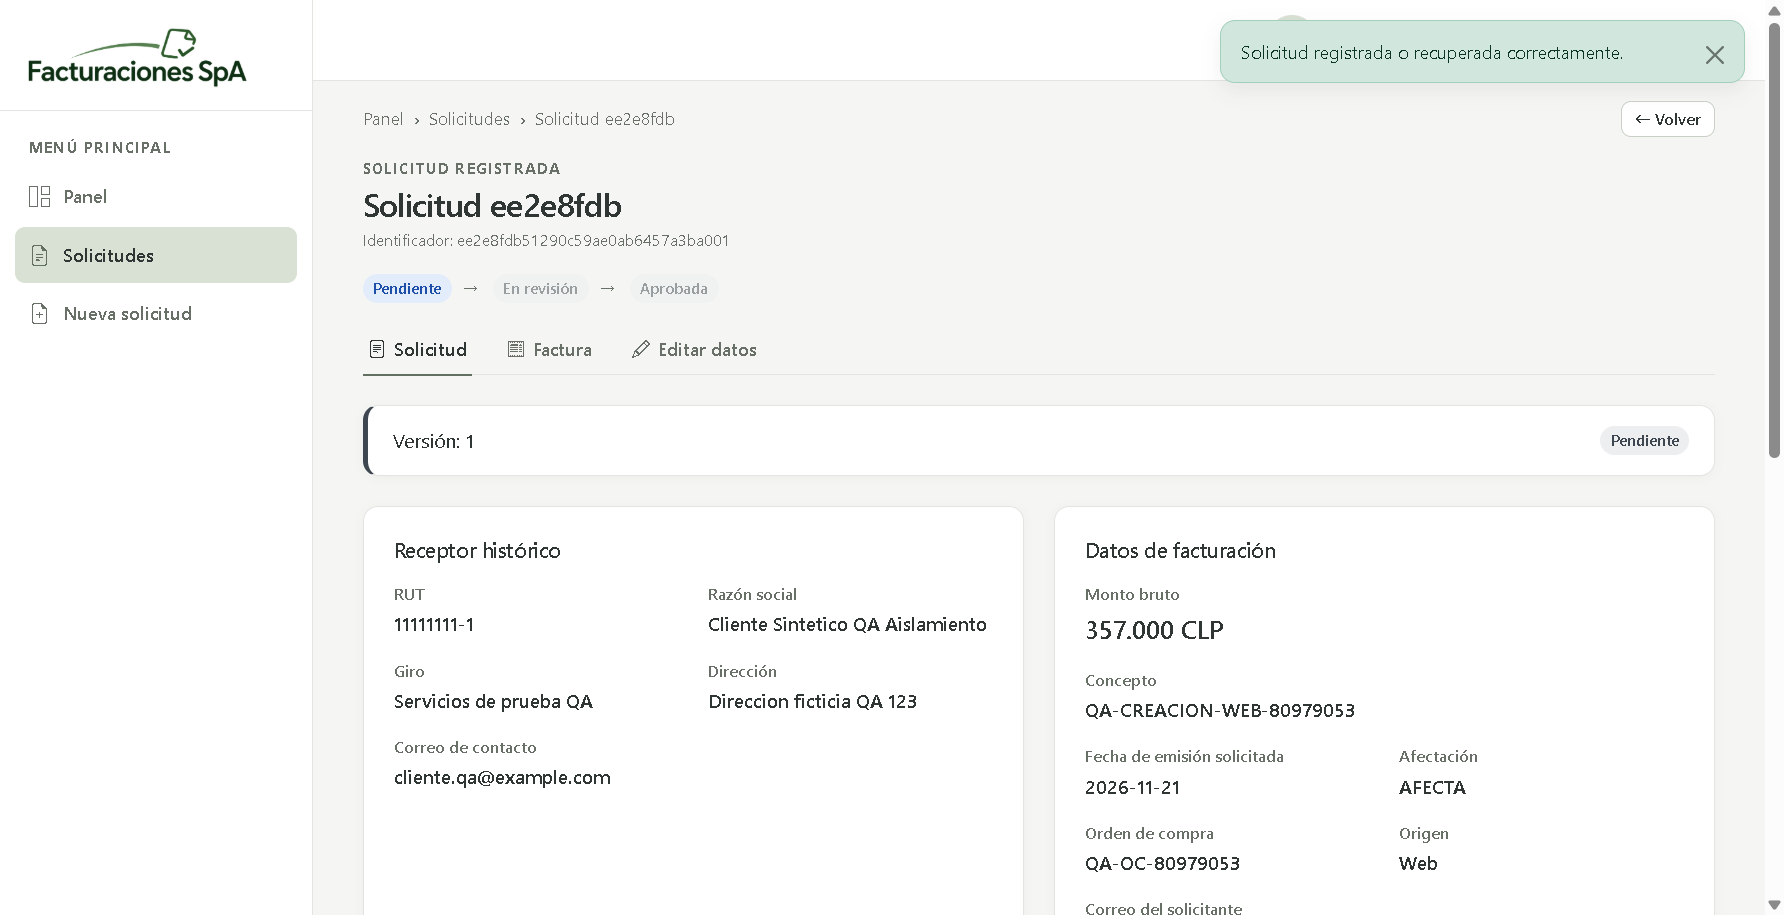 Facturaciones SpA
MENÚ PRINCIPAL
Panel
Solicitudes
Nueva solicitud
Solicitud registrada o recuperada correctamente.
Panel › Solicitudes › Solicitud ee2e8fdb
← Volver
SOLICITUD REGISTRADA
Solicitud ee2e8fdb
Identificador: ee2e8fdb51290c59ae0ab6457a3ba001
Pendiente → En revisión → Aprobada
Solicitud
Factura
Editar datos
Versión: 1
Pendiente
Receptor histórico
RUT
11111111-1
Razón social
Cliente Sintetico QA Aislamiento
Giro
Servicios de prueba QA
Dirección
Direccion ficticia QA 123
Correo de contacto
cliente.qa@example.com
Datos de facturación
Monto bruto
357.000 CLP
Concepto
QA-CREACION-WEB-80979053
Fecha de emisión solicitada
2026-11-21
Afectación
AFECTA
Orden de compra
QA-OC-80979053
Origen
Web
Correo del solicitante